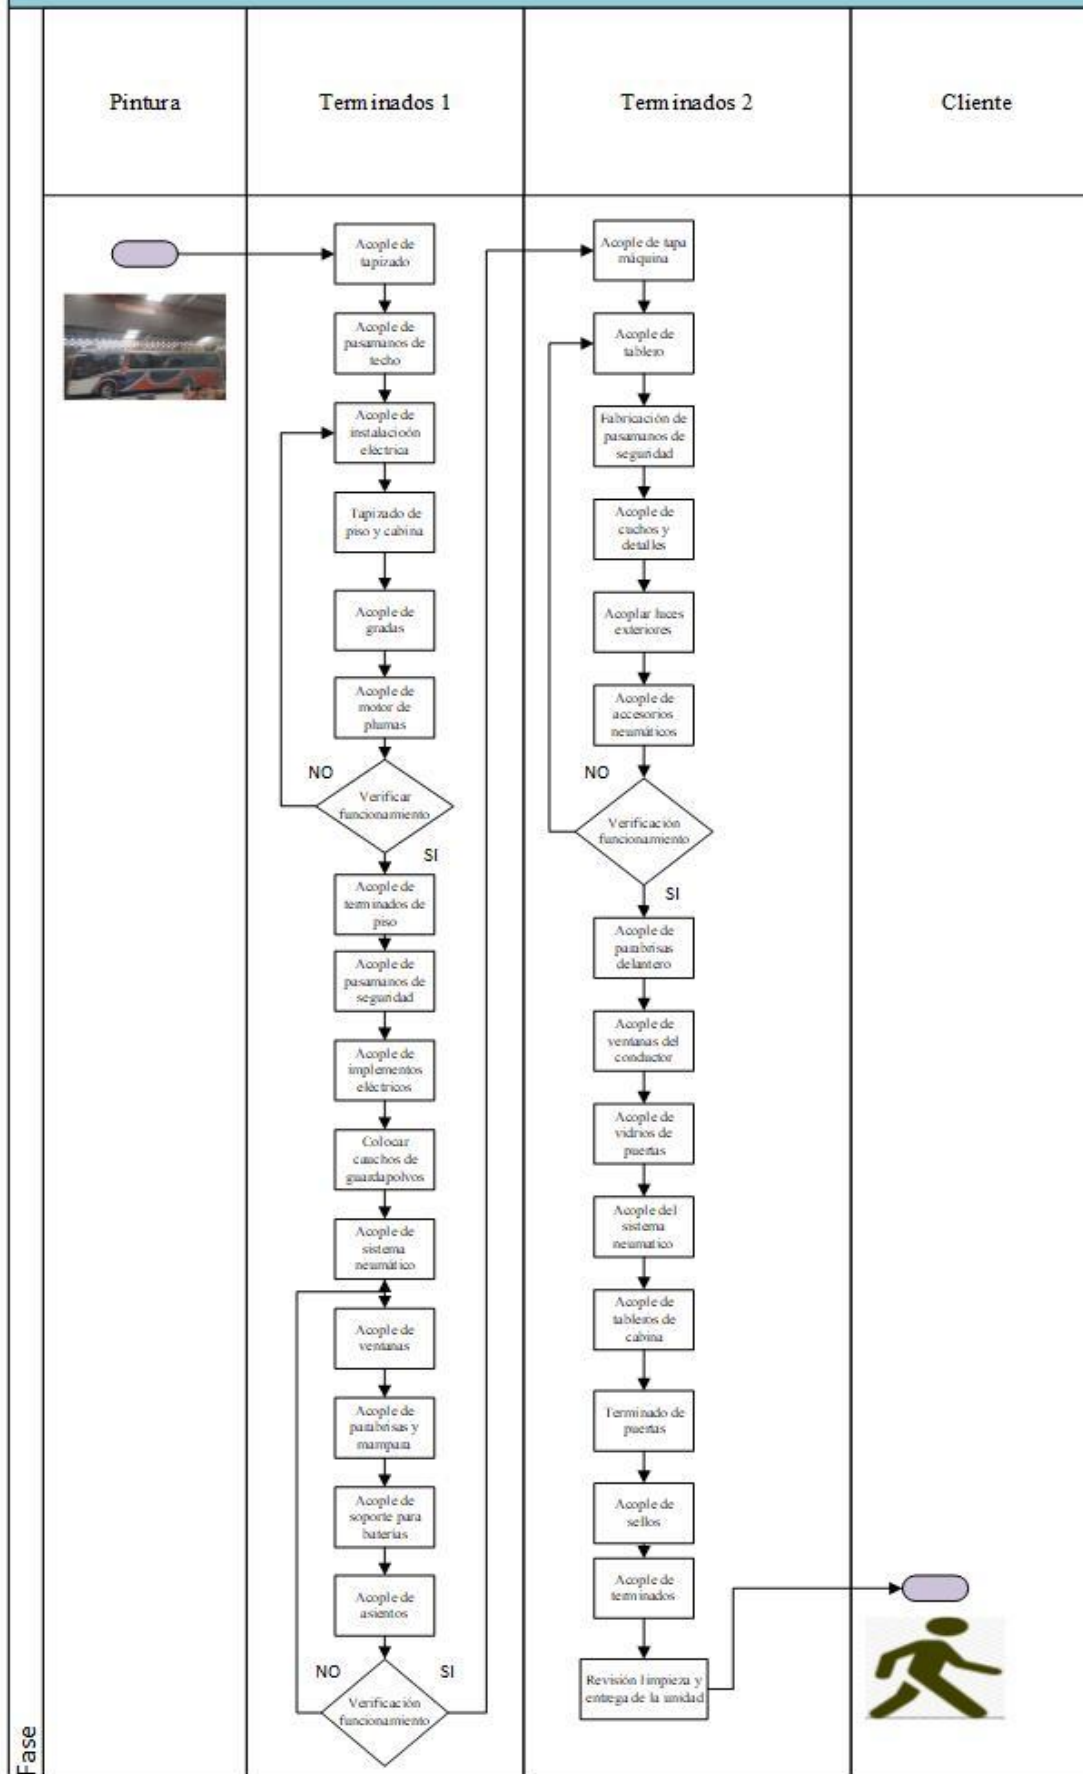 Pintura
Terminados 1
Terminados 2
Cliente
Acople de
tapizado
Acople de
pasamanos de
techo
Acople de
instalacioón
eléctrica
Tapizado de
piso y cabina
Acople de
gradas
Acople de
motor de
plumas
NO
Verificar
funcionamiento
SI
Acople de
terminados de
piso
Acople de
pasamanos de
seguridad
Acople de
implementos
eléctricos
Colocar
cauchos de
guardapolvos
Acople de
sistema
neumático
Acople de
ventanas
Acople de
parabrisas y
mampara
Acople de
soporte para
baterías
Acople de
asientos
NO
SI
Verificación
funcionamiento
Acople de tapa
máquina
Acople de
tablero
Fabricación de
pasamanos de
seguridad
Acople de
cuchos y
detalles
Acoplar luces
exteriores
Acople de
accesorios
neumáticos
NO
Verificación
funcionamiento
SI
Acople de
parabrisas
delantero
Acople de
ventanas del
conductor
Acople de
vidrios de
puertas
Acople del
sistema
neumatico
Acople de
tableros de
cabina
Terminado de
puertas
Acople de
sellos
Acople de
terminados
Revisión limpieza y
entrega de la unidad
Fase